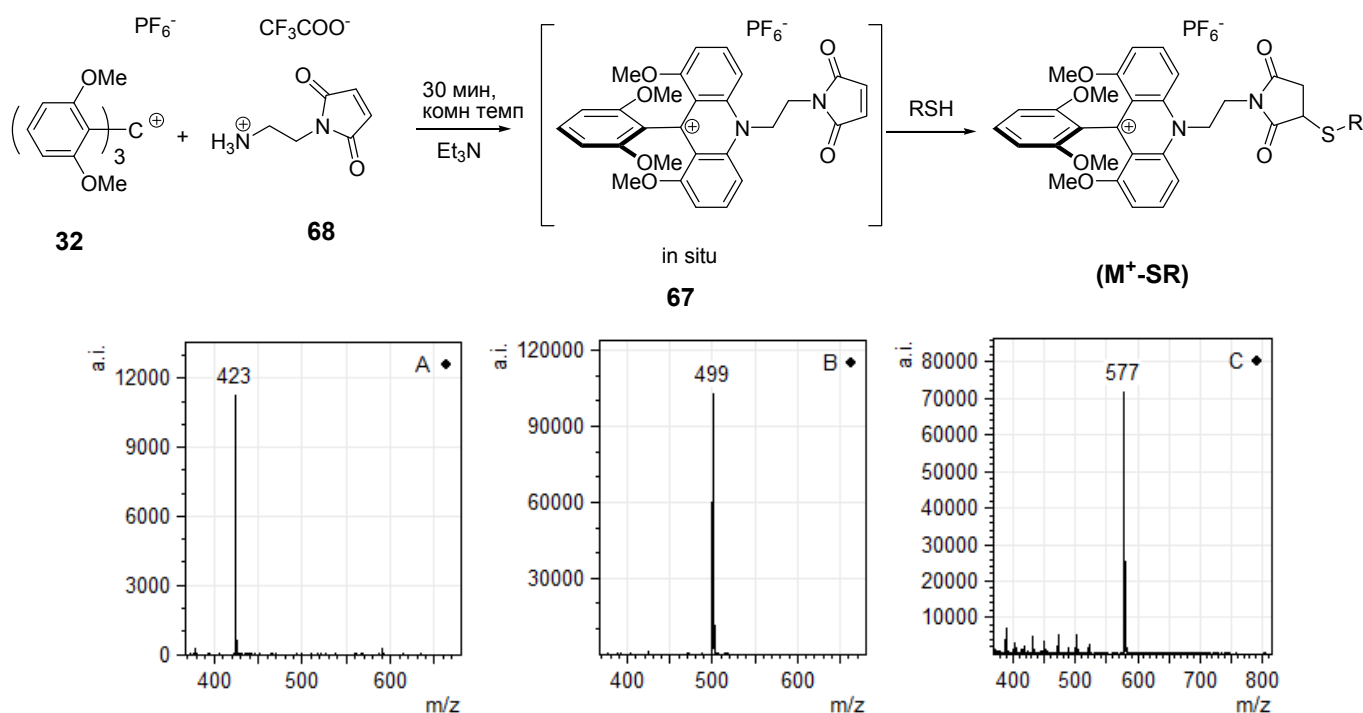 PF6- CF3COO- PF6- PF6-
OMe
( )3 C ⊕
OMe
32
+
H3N⊕ N O O
68
30 мин,
комн темп
Et3N
MeO OMe ⊕ N N O O OMe MeO
in situ
67
RSH
MeO OMe ⊕ N N O O S R OMe MeO
(M+-SR)
a.i.
A ◆
423
12000
9000
6000
3000
0
400 500 600
m/z
a.i.
B ◆
499
120000
90000
60000
30000
400 500 600
m/z
a.i.
C ◆
577
80000
70000
60000
50000
40000
30000
20000
10000
400 500 600 700 800
m/z